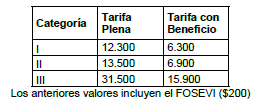 Categoría Tarifa Plena Tarifa con Beneficio
I 12.300 6.300
II 13.500 6.900
III 31.500 15.900
Los anteriores valores incluyen el FOSEVI ($200)